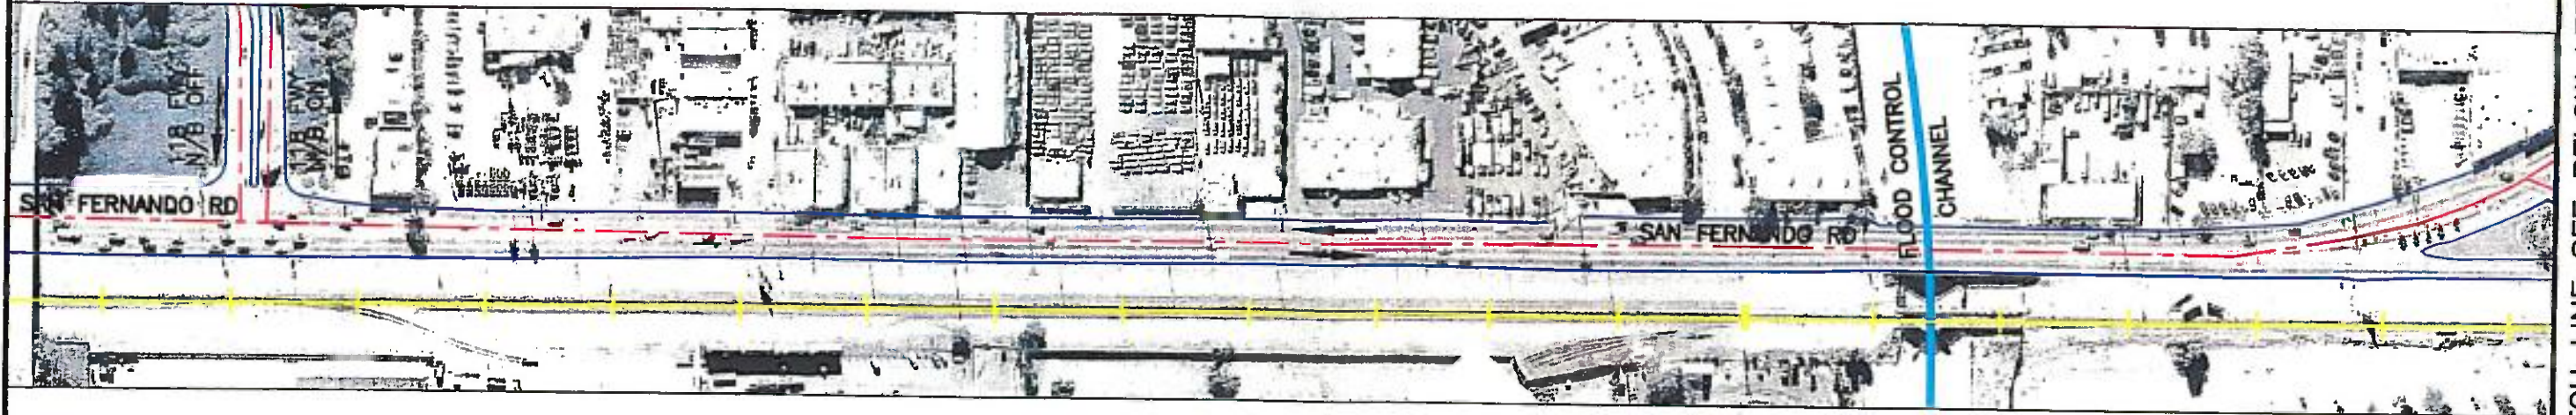 118 FWY
N/B OFF
118 FWY
N/B ON
SAN FERNANDO RD
SAN FERNANDO RD
FLOOD CONTROL
CHANNEL